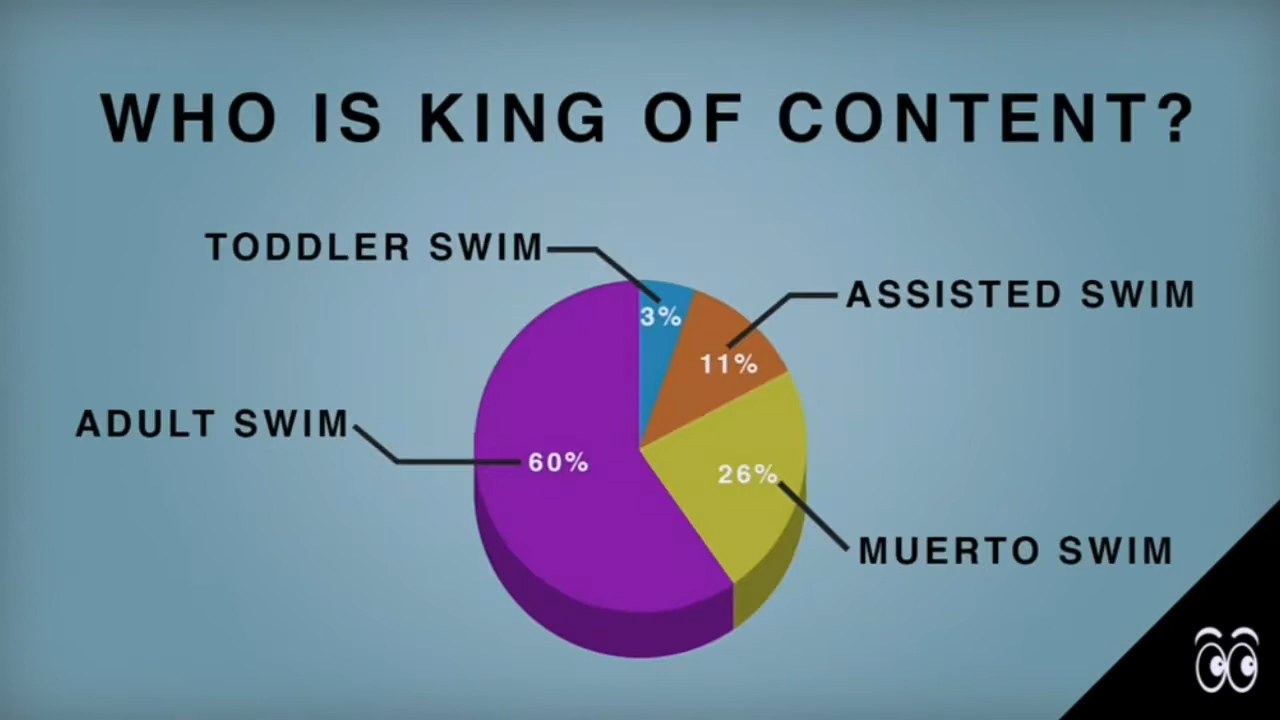 WHO IS KING OF CONTENT?
TODDLER SWIM
ASSISTED SWIM
3%
11%
ADULT SWIM
60%
26%
MUERTO SWIM